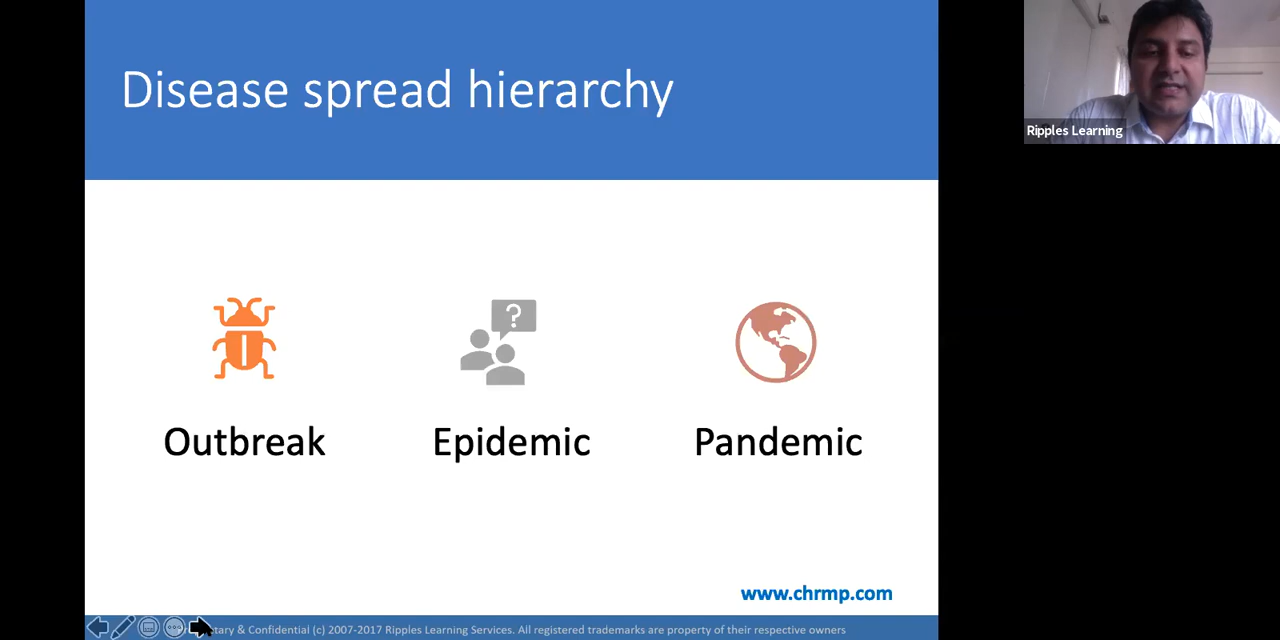 Disease spread hierarchy
Ripples Learning
?
Outbreak
Epidemic
Pandemic
www.chrmp.com
& Confidential (c) 2007-2017 Ripples Learning Services. All registered trademarks are property of their respective owners